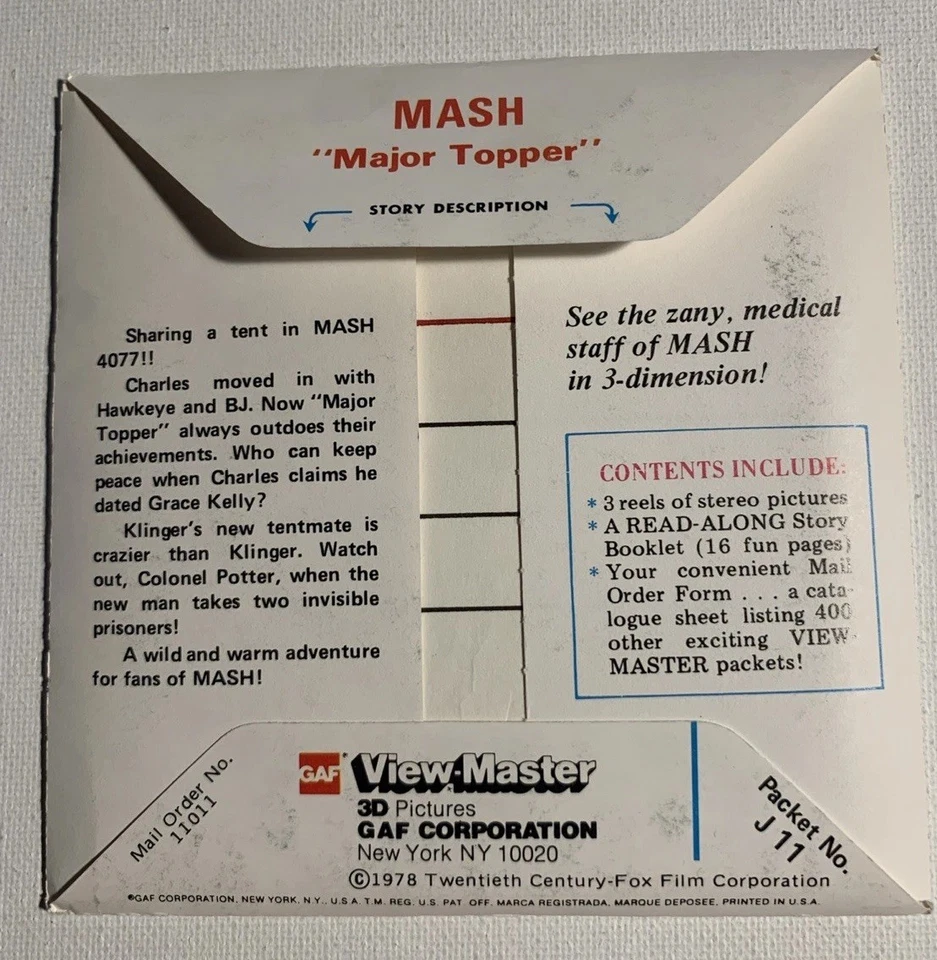 MASH
"Major Topper"
STORY DESCRIPTION
Sharing a tent in MASH
4077!!
Charles moved in with
Hawkeye and BJ. Now "Major
Topper" always outdoes their
achievements. Who can keep
peace when Charles claims he
dated Grace Kelly?
Klinger's new tentmate is
crazier than Klinger. Watch
out, Colonel Potter, when the
new man takes two invisible
prisoners!
A wild and warm adventure
for fans of MASH!
See the zany, medical
staff of MASH
in 3-dimension!
CONTENTS INCLUDE:
* 3 reels of stereo pictures
* A READ-ALONG Story
Booklet (16 fun pages)
* Your convenient Mail
Order Form . . . a cata-
logue sheet listing 400
other exciting VIEW-
MASTER packets!
Mail Order No.
11011
GAF® View-Master
3D Pictures
GAF CORPORATION
New York NY 10020
©1978 Twentieth Century-Fox Film Corporation
Packet No.
J 11
®GAF CORPORATION, NEW YORK, N.Y., U.S.A. T.M. REG. U.S. PAT. OFF. MARCA REGISTRADA, MARQUE DEPOSEE, PRINTED IN U.S.A.